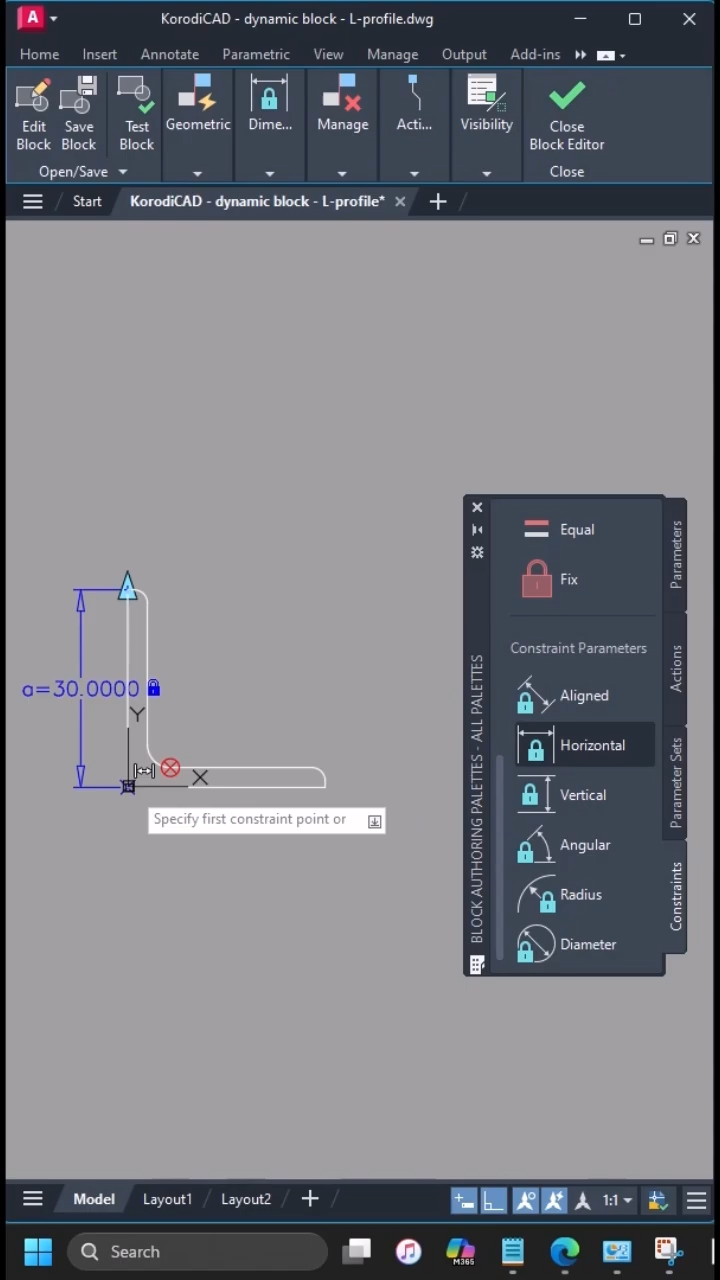 A KorodiCAD - dynamic block - L-profile.dwg
Home Insert Annotate Parametric View Manage Output Add-ins
Edit Block
Save Block
Test Block
Geometric
Dime...
Manage
Acti...
Visibility
Close Block Editor
Open/Save Close
Start KorodiCAD - dynamic block - L-profile*
Equal
Fix
Constraint Parameters
Aligned
Horizontal
Vertical
Angular
Radius
Diameter
BLOCK AUTHORING PALETTES - ALL PALETTES
Parameters
Actions
Parameter Sets
Constraints
a=30.0000
Y
X
Specify first constraint point or
Model Layout1 Layout2 1:1
Search
M365